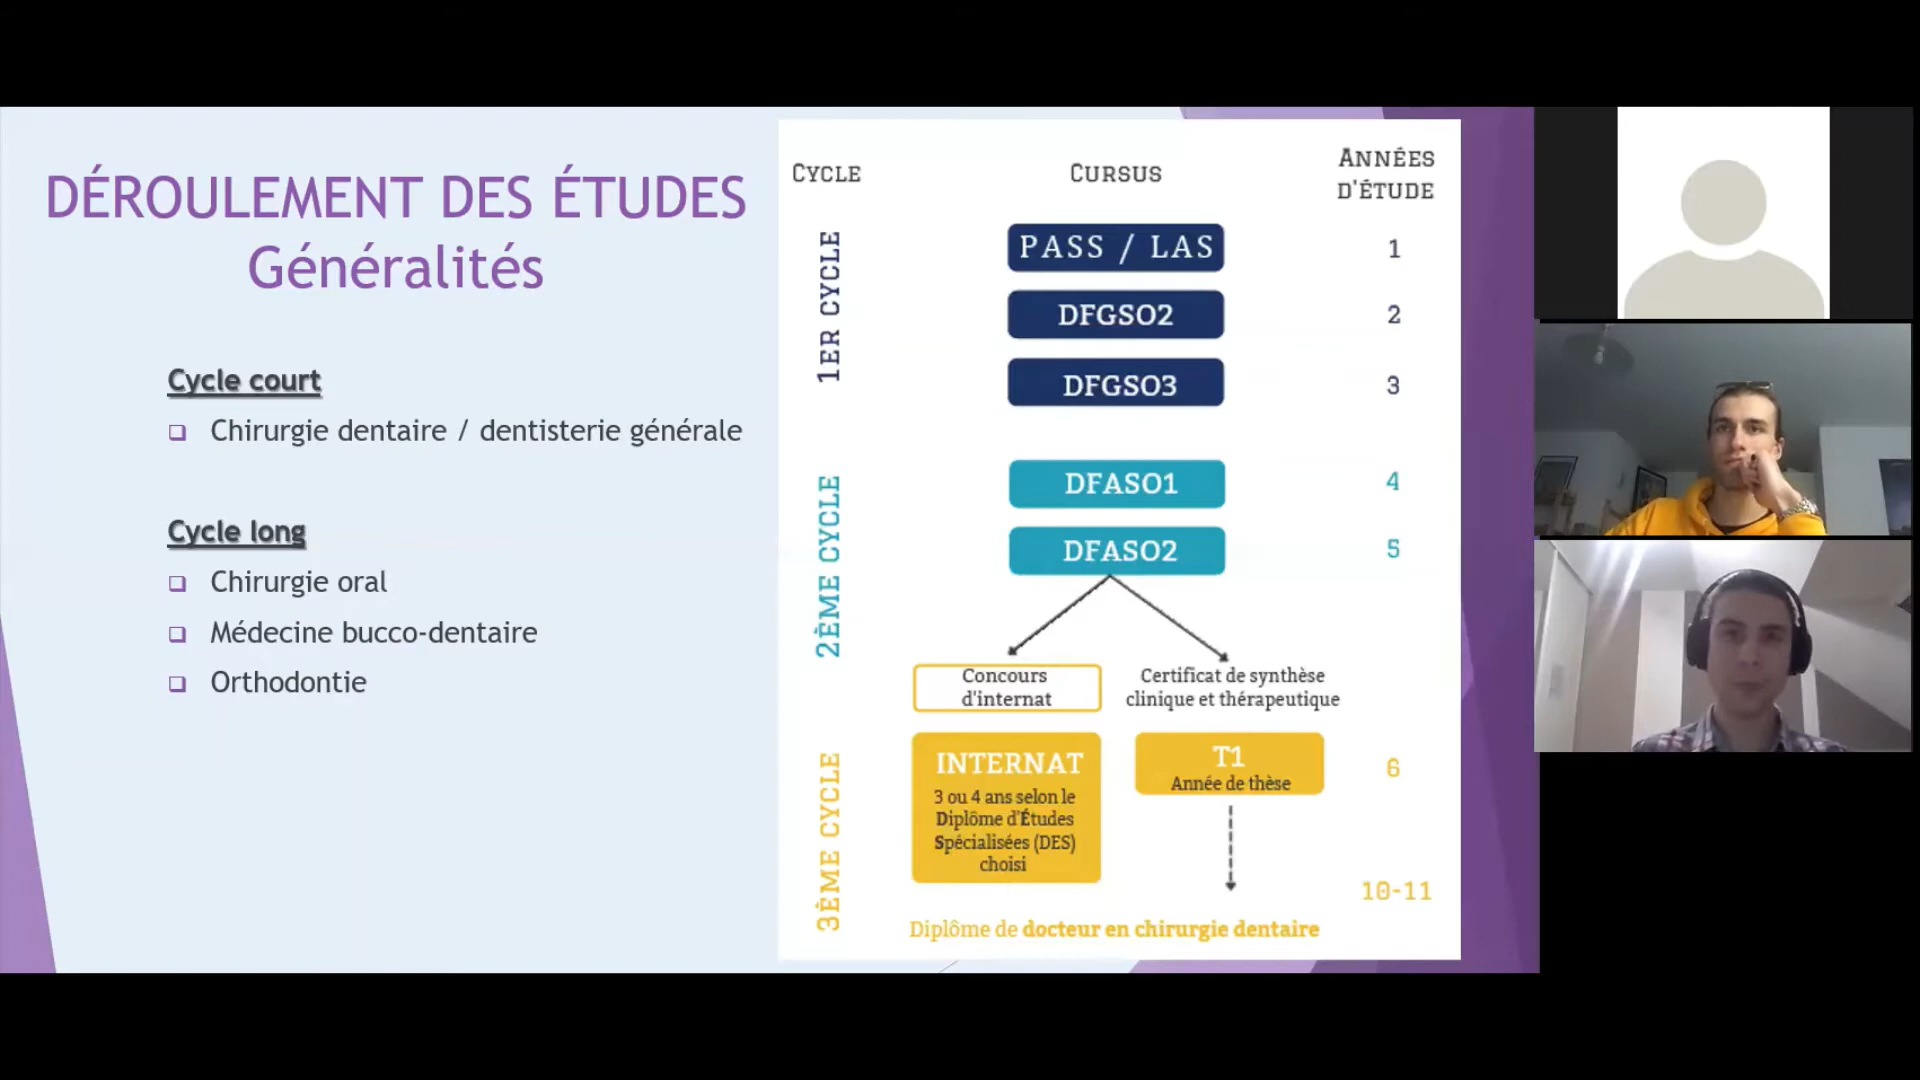 DÉROULEMENT DES ÉTUDES
Généralités
Cycle court
Chirurgie dentaire / dentisterie générale
Cycle long
Chirurgie oral
Médecine bucco-dentaire
Orthodontie
CYCLE
CURSUS
ANNÉES
D'ÉTUDE
1ER CYCLE
PASS / LAS
1
DFGSO2
2
DFGSO3
3
2ÈME CYCLE
DFASO1
4
DFASO2
5
Concours
d'internat
Certificat de synthèse
clinique et thérapeutique
3ÈME CYCLE
INTERNAT
3 ou 4 ans selon le
Diplôme d'Études
Spécialisées (DES)
choisi
T1
Année de thèse
6
10-11
Diplôme de docteur en chirurgie dentaire